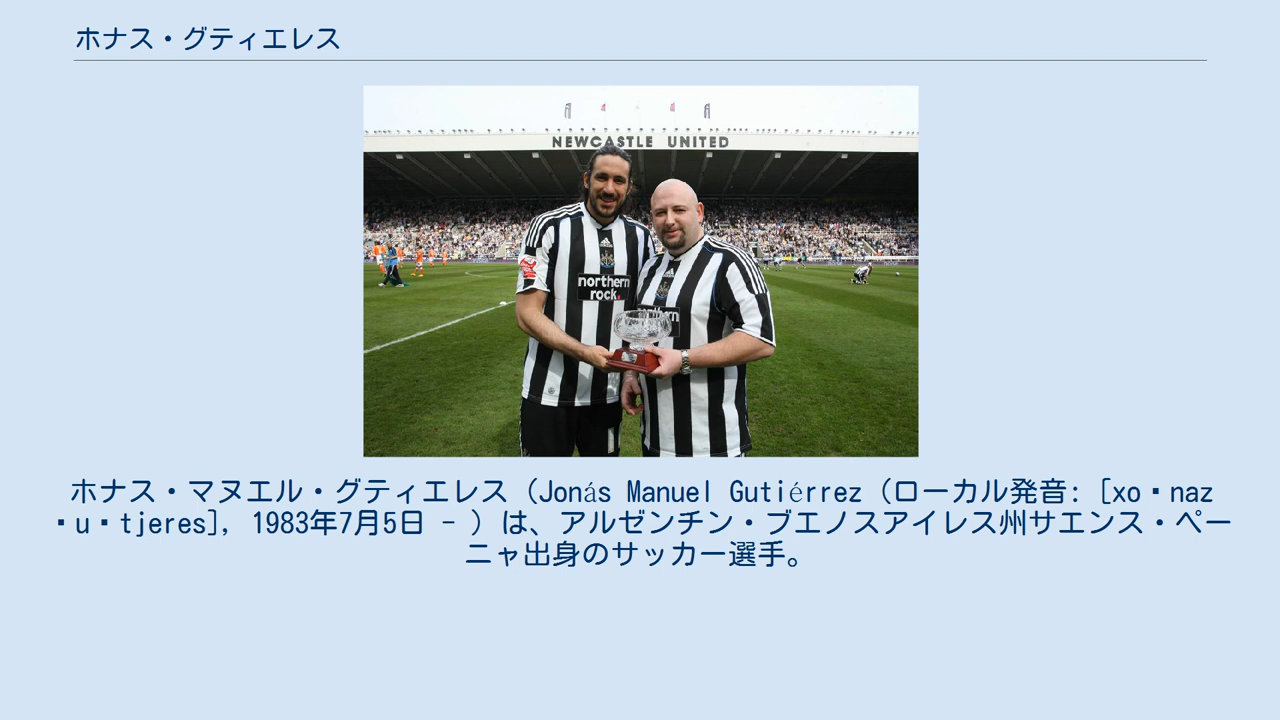 ホナス・グティエレス
NEWCASTLE UNITED
northern
rock.
northern
ホナス・マヌエル・グティエレス（Jonás Manuel Gutiérrez（ローカル発音: [xo▪naz
▪u▪tjeres], 1983年7月5日 - ）は、アルゼンチン・ブエノスアイレス州サエンス・ペー
ニャ出身のサッカー選手。